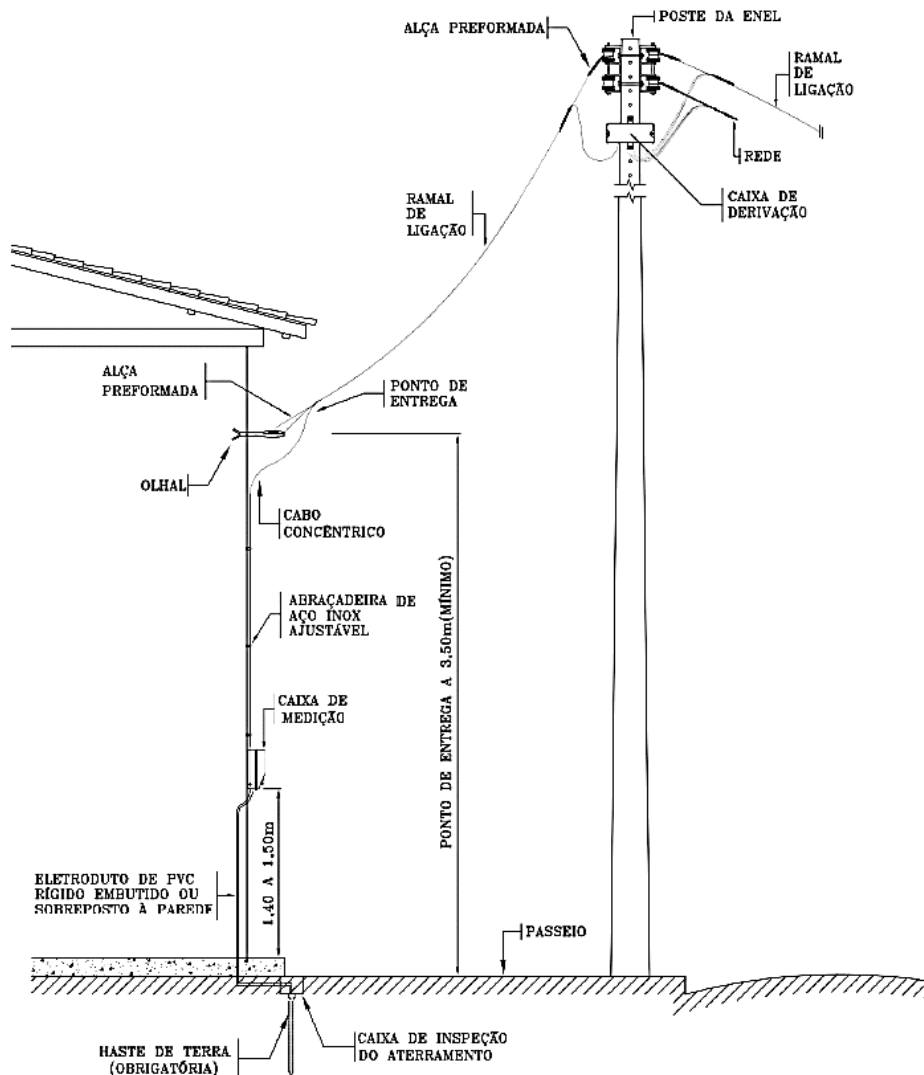 POSTE DA ENEL
ALÇA PREFORMADA
RAMAL
DE
LIGAÇÃO
REDE
CAIXA DE
DERIVAÇÃO
RAMAL
DE
LIGAÇÃO
ALÇA
PREFORMADA
PONTO DE
ENTREGA
OLHAL
CABO
CONCÊNTRICO
ABRAÇADEIRA DE
AÇO INOX
AJUSTÁVEL
PONTO DE ENTREGA A 3.50m(MÍNIMO)
CAIXA DE
MEDIÇÃO
1.40 A 1.50m
ELETRODUTO DE PVC
RÍGIDO EMBUTIDO OU
SOBREPOSTO À PAREDE
PASSEIO
HASTE DE TERRA
(OBRIGATÓRIA)
CAIXA DE INSPEÇÃO
DO ATERRAMENTO